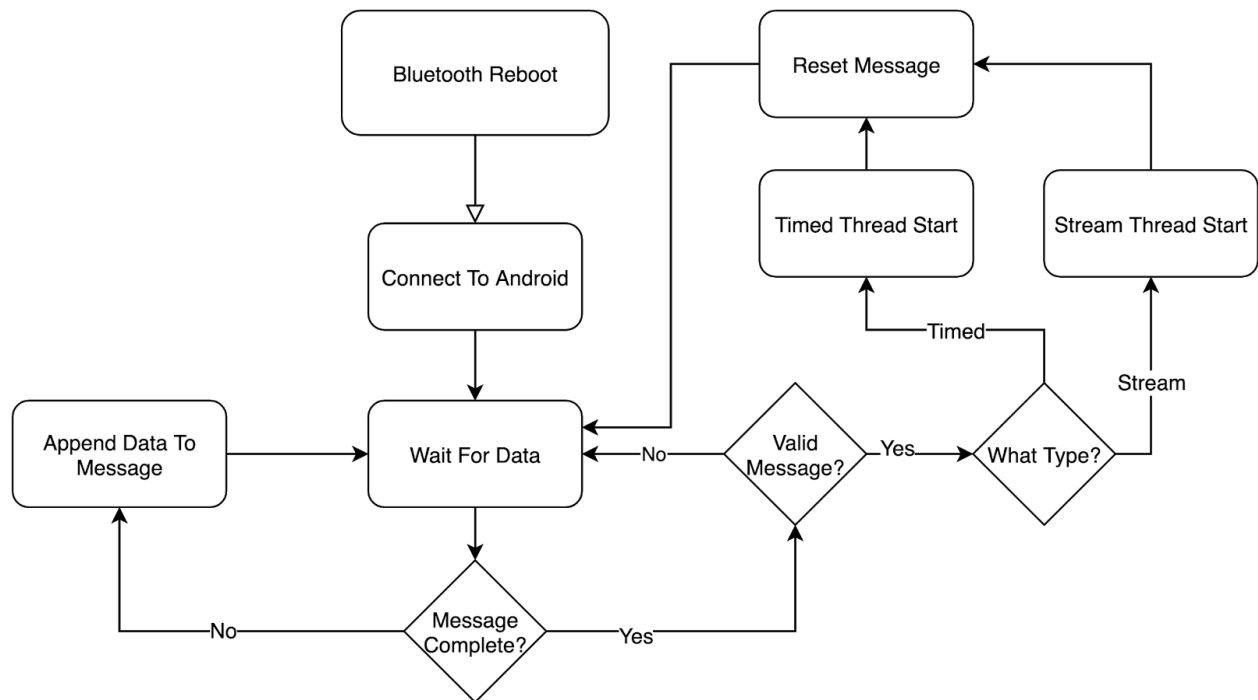 Bluetooth Reboot
Reset Message
Connect To Android
Timed Thread Start
Stream Thread Start
Timed
Stream
Append Data To
Message
Wait For Data
No
Valid
Message?
Yes
What Type?
No
Message
Complete?
Yes